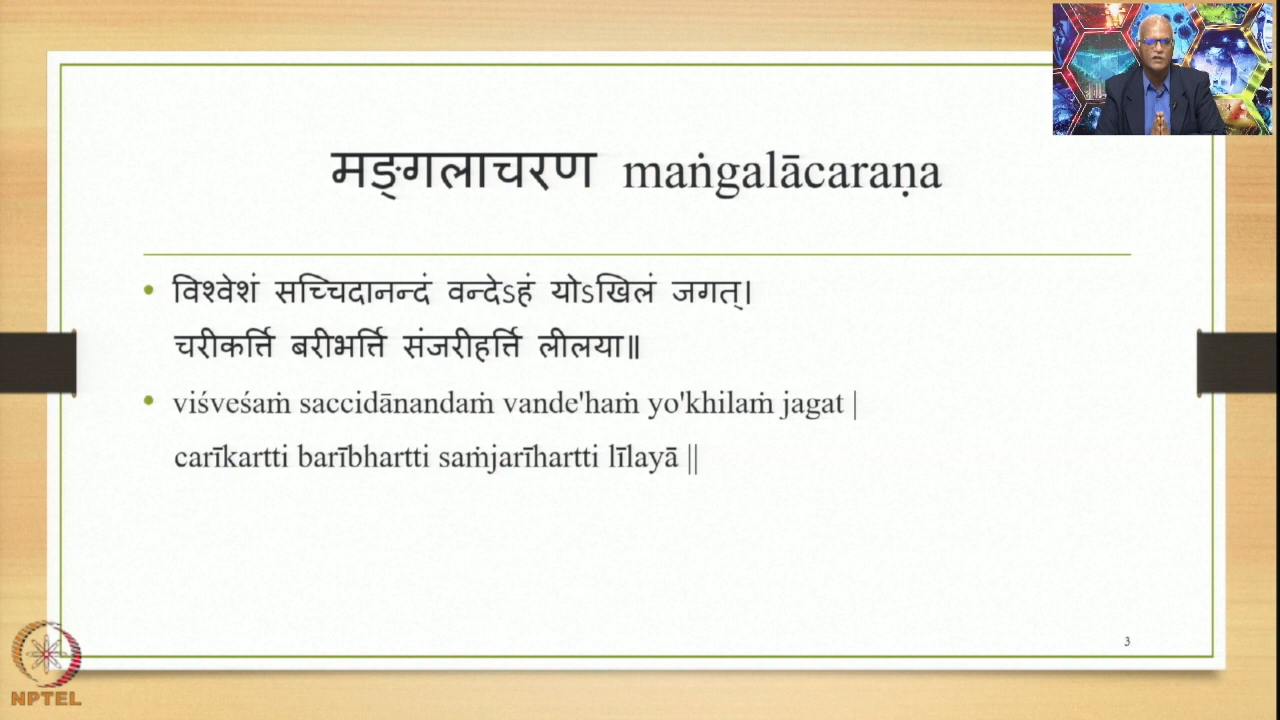 मङ्गलाचरण maṅgalācaraṇa
• विश्वेशं सच्चिदानन्दं वन्देऽहं योऽखिलं जगत्।
चरीकर्त्ति बरीभर्त्ति संजरीहर्त्ति लीलया॥
• viśveśaṁ saccidānandaṁ vande'haṁ yo'khilaṁ jagat |
carīkartti barībhartti saṁjarīhartti līlayā ||
3
NPTEL